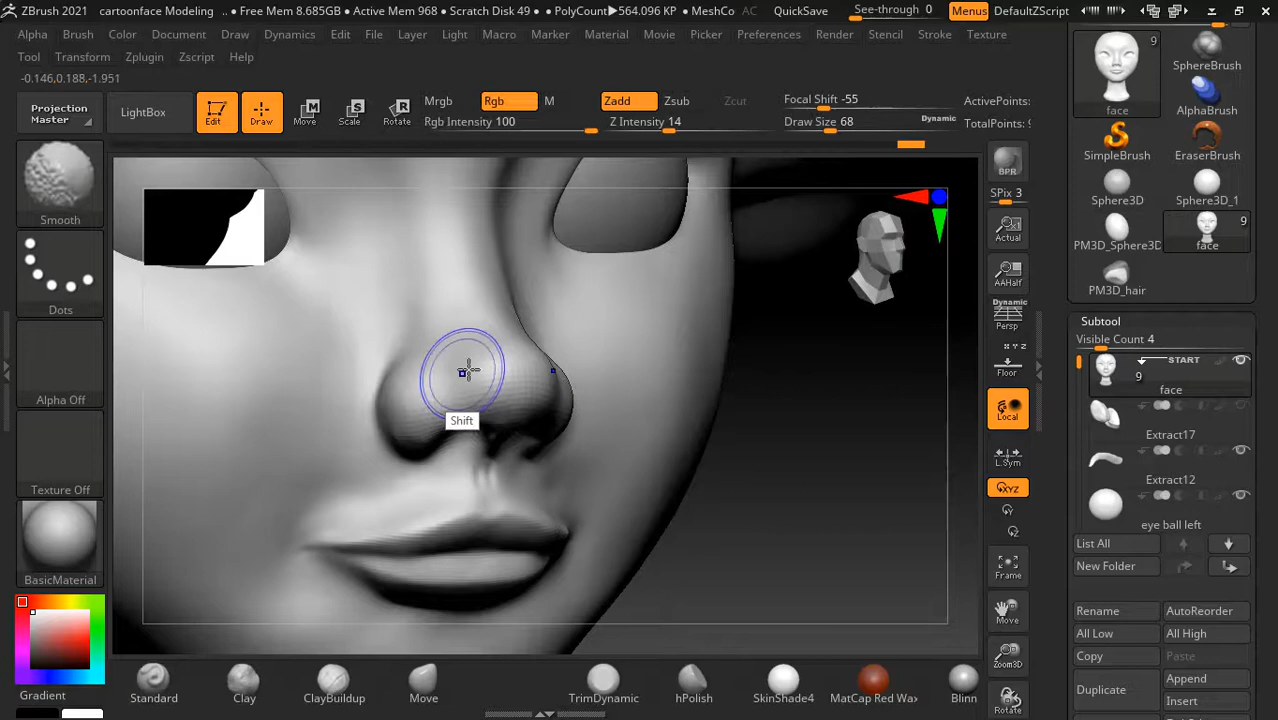 ZBrush 2021 cartoonface Modeling .. • Free Mem 8.685GB • Active Mem 968 • Scratch Disk 49 • PolyCount▶564.096 KP • MeshCo AC QuickSave See-through 0 Menus DefaultZScript
Alpha Brush Color Document Draw Dynamics Edit File Layer Light Macro Marker Material Movie Picker Preferences Render Stencil Stroke Texture
Tool Transform Zplugin Zscript Help
-0.146,0.188,-1.951
Projection Master
LightBox
Edit
Draw
Move
Scale
Rotate
Mrgb Rgb M
Rgb Intensity 100
Zadd Zsub Zcut
Z Intensity 14
Focal Shift -55
Draw Size 68
Dynamic
ActivePoints:
TotalPoints: 9
Smooth
Dots
Alpha Off
Texture Off
BasicMaterial
Gradient
Shift
BPR
SPix 3
Actual
AAHalf
Dynamic
Persp
X Y Z
Floor
Local
L.Sym
XYZ
Y
Z
Frame
Move
Zoom3D
Rotate
9
face
SphereBrush
AlphaBrush
SimpleBrush
EraserBrush
Sphere3D
Sphere3D_1
PM3D_Sphere3D
9
face
PM3D_hair
Subtool
Visible Count 4
START
9
face
Extract17
Extract12
eye ball left
List All
New Folder
Rename AutoReorder
All Low All High
Copy Paste
Duplicate Append
Insert
Standard Clay ClayBuildup Move TrimDynamic hPolish SkinShade4 MatCap Red Wax Blinn